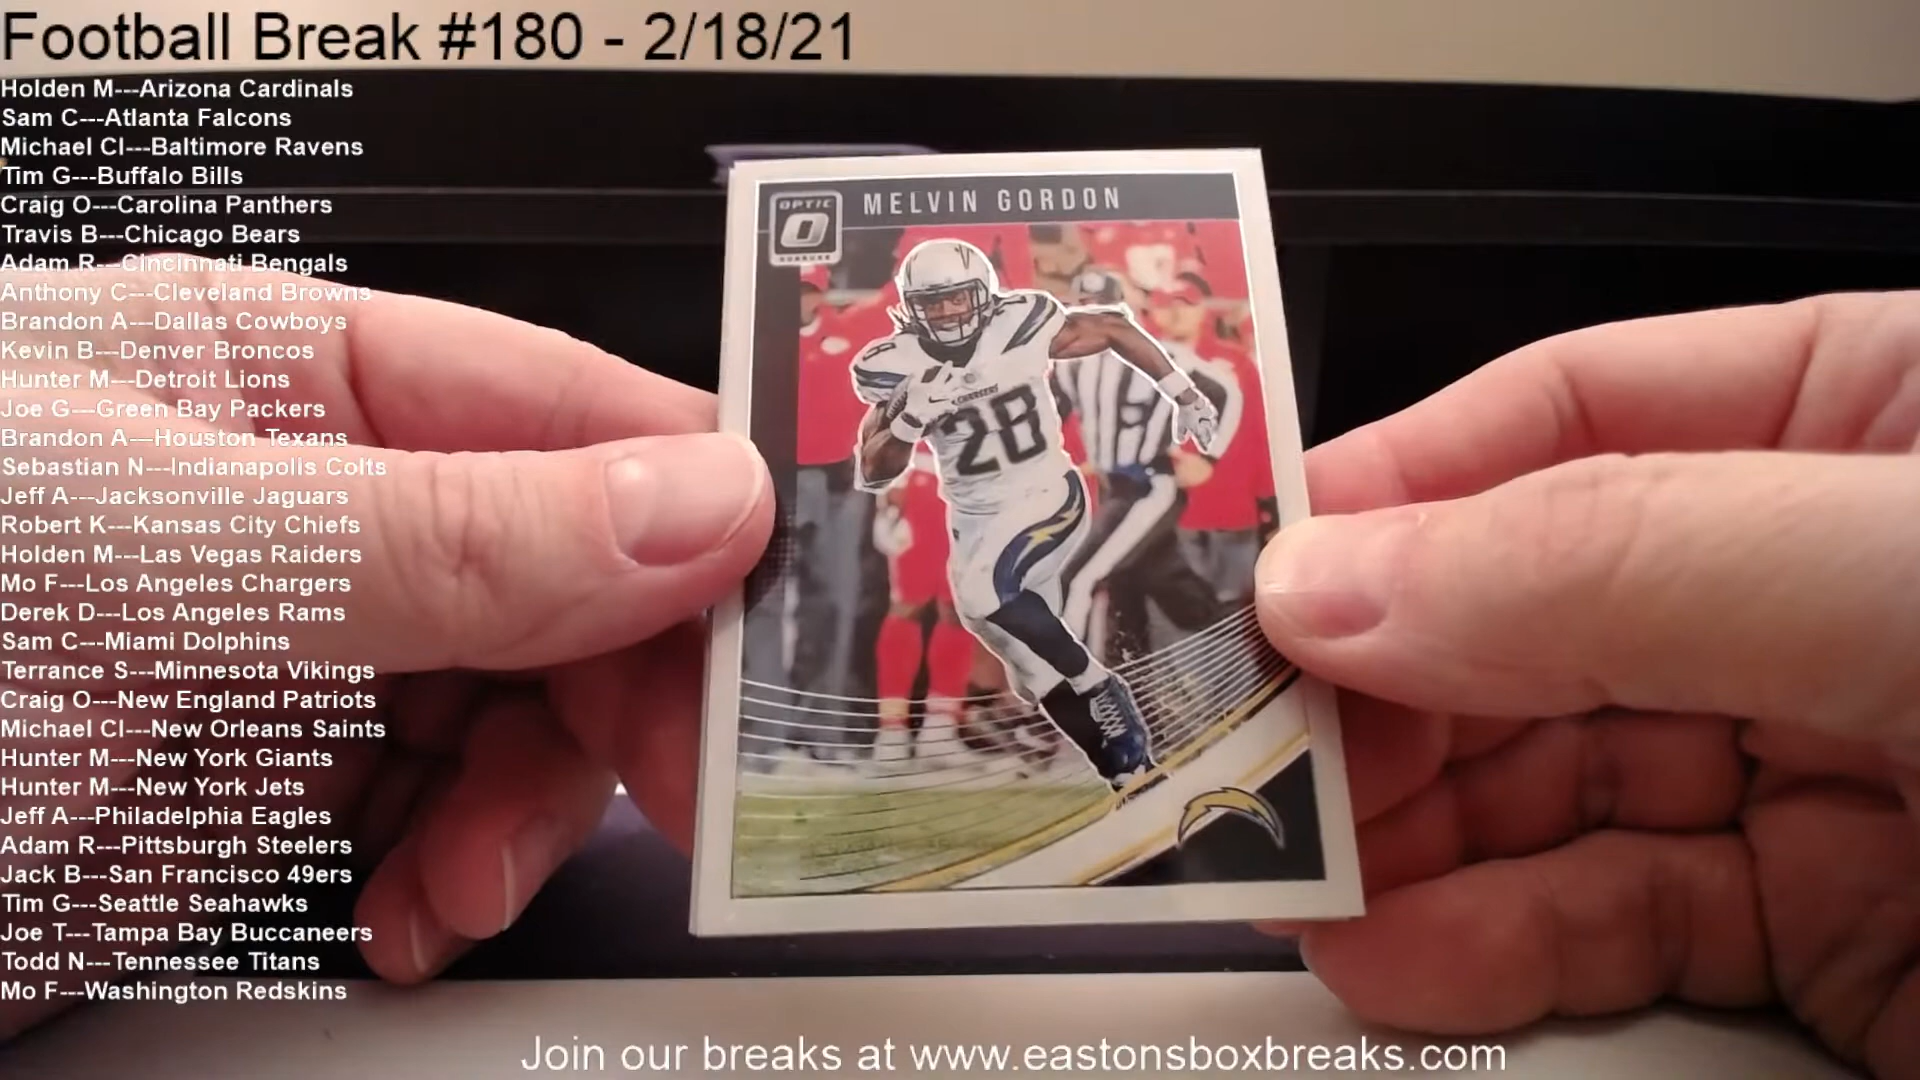 Football Break #180 - 2/18/21
Holden M---Arizona Cardinals
Sam C---Atlanta Falcons
Michael Cl---Baltimore Ravens
Tim G---Buffalo Bills
Craig O---Carolina Panthers
Travis B---Chicago Bears
Adam R---Cincinnati Bengals
Anthony C---Cleveland Browns
Brandon A---Dallas Cowboys
Kevin B---Denver Broncos
Hunter M---Detroit Lions
Joe G---Green Bay Packers
Brandon A—Houston Texans
Sebastian N---Indianapolis Colts
Jeff A---Jacksonville Jaguars
Robert K---Kansas City Chiefs
Holden M---Las Vegas Raiders
Mo F---Los Angeles Chargers
Derek D---Los Angeles Rams
Sam C---Miami Dolphins
Terrance S---Minnesota Vikings
Craig O---New England Patriots
Michael Cl---New Orleans Saints
Hunter M---New York Giants
Hunter M---New York Jets
Jeff A---Philadelphia Eagles
Adam R---Pittsburgh Steelers
Jack B---San Francisco 49ers
Tim G---Seattle Seahawks
Joe T---Tampa Bay Buccaneers
Todd N---Tennessee Titans
Mo F---Washington Redskins
OPTIC
O
DONRUSS
MELVIN GORDON
28
CHARGERS
28
Join our breaks at www.eastonsboxbreaks.com